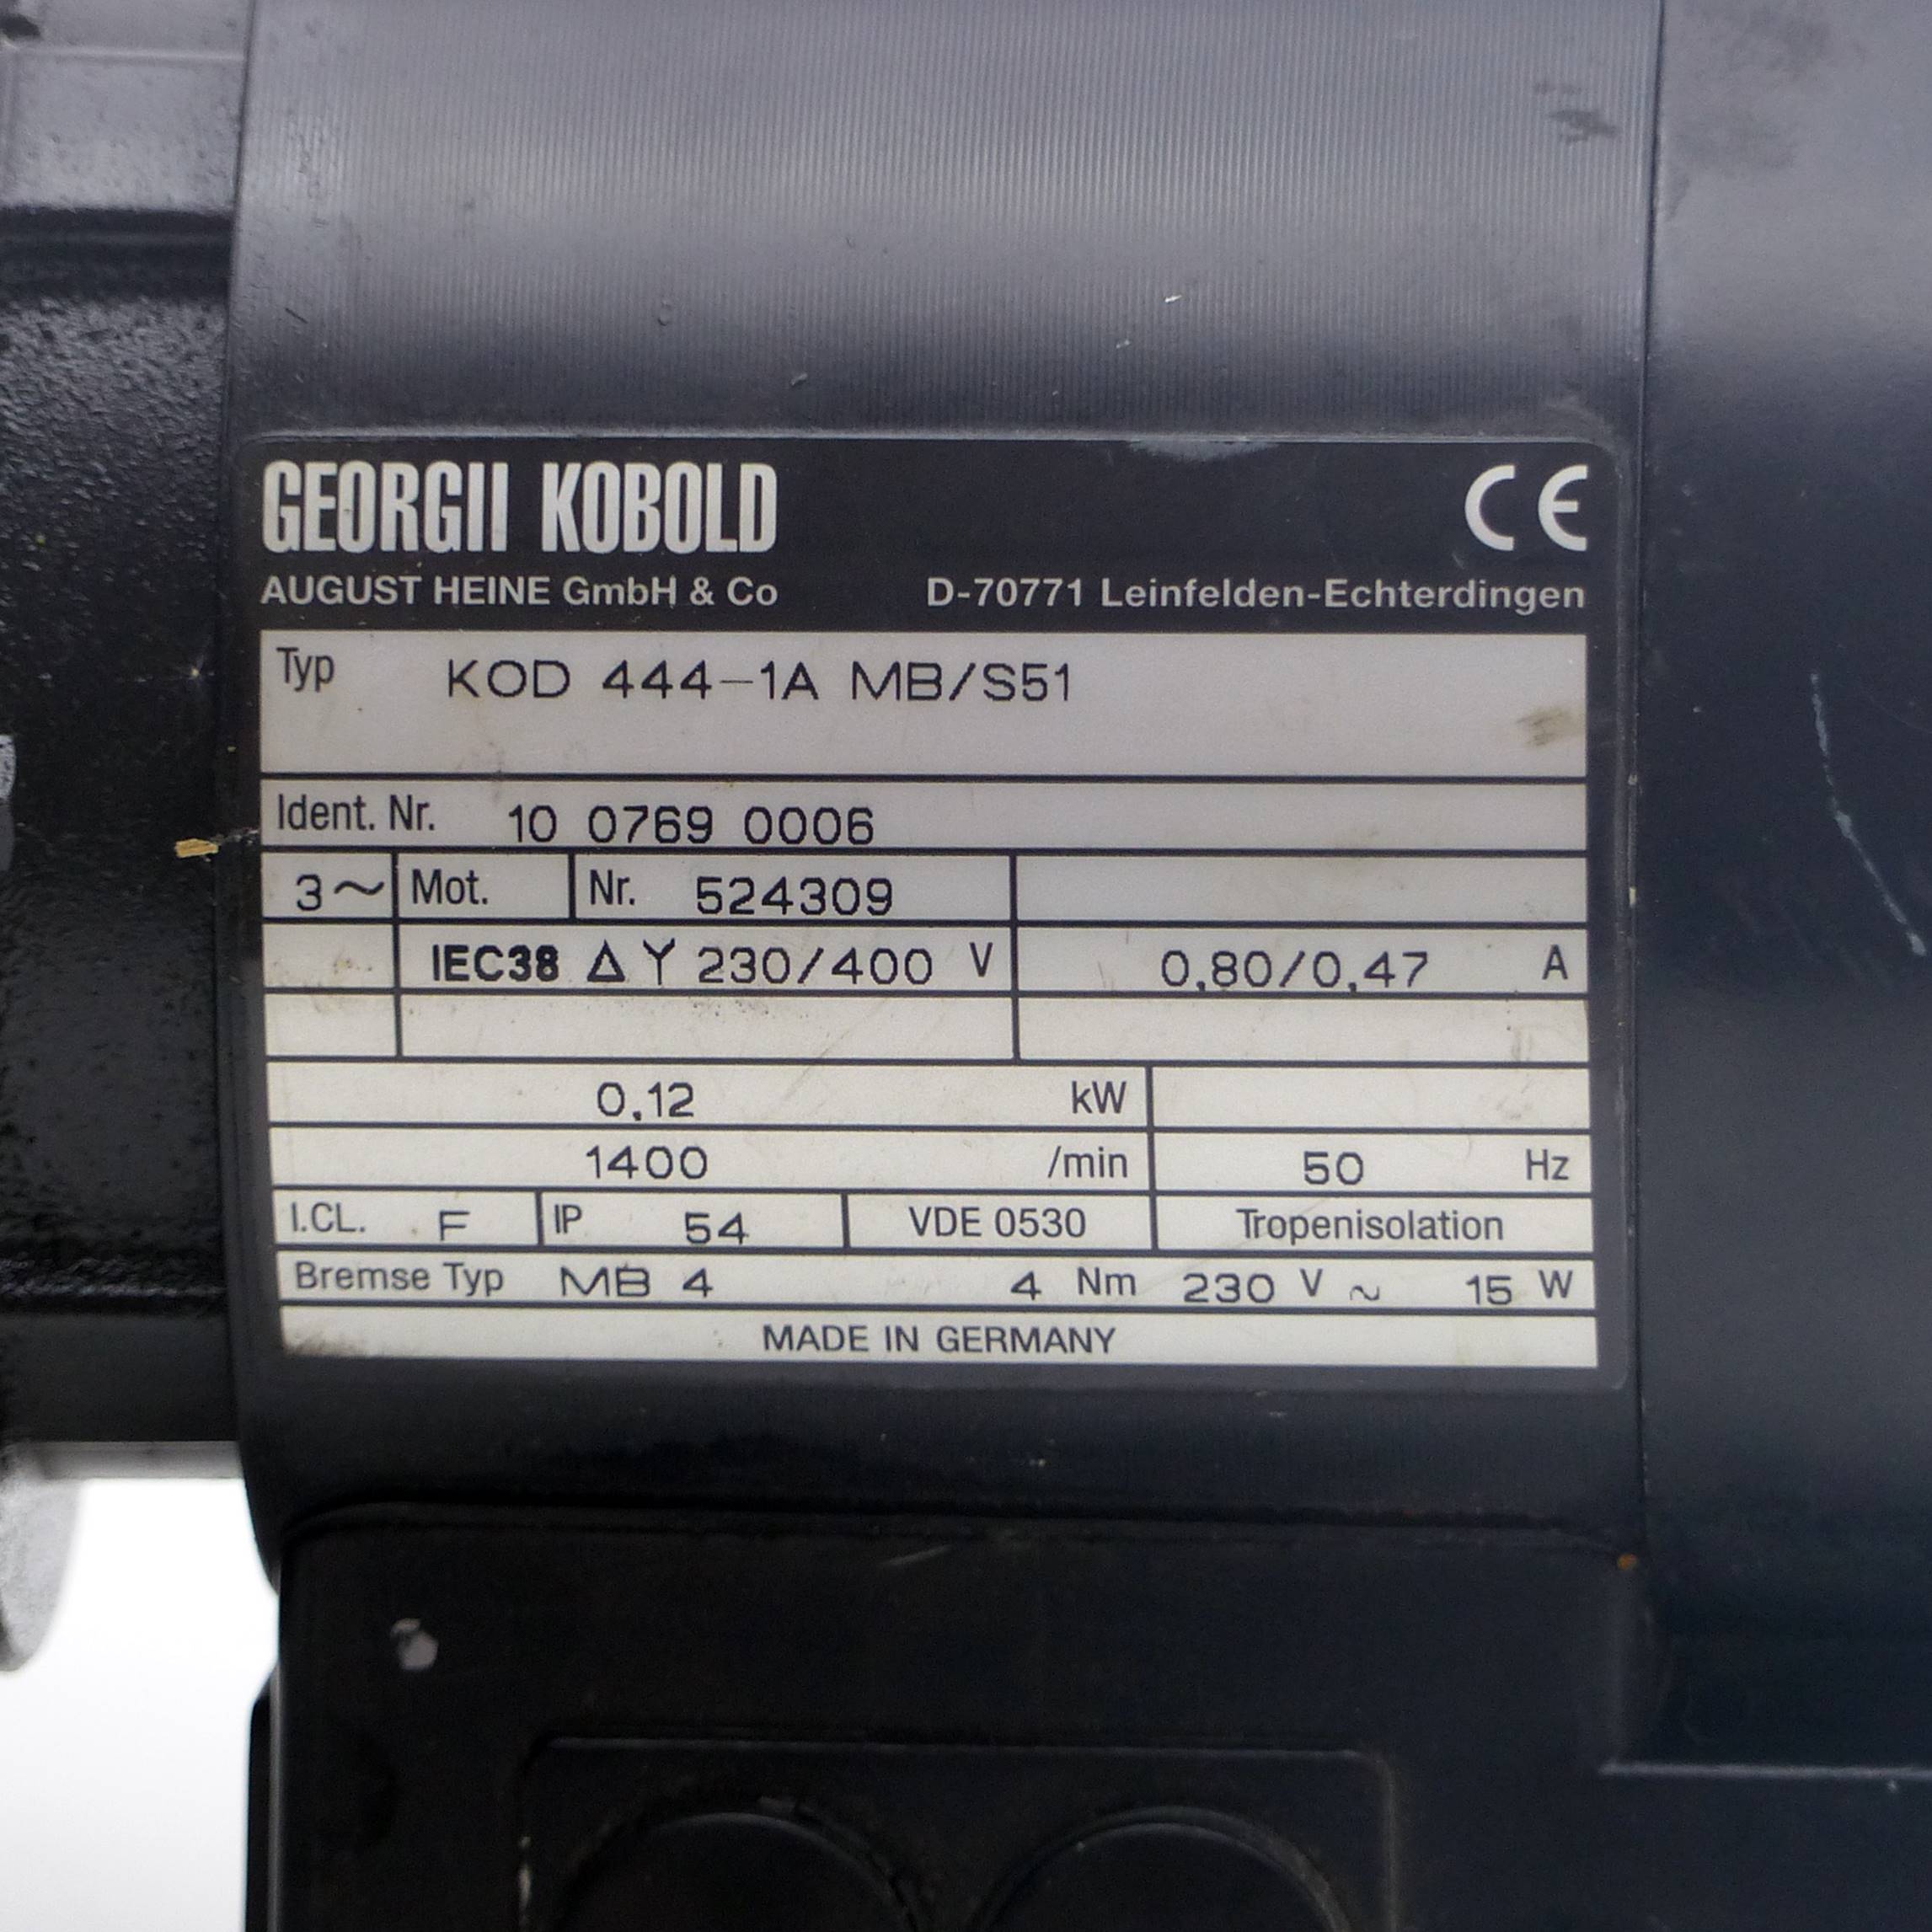 GEORGII KOBOLD CE
AUGUST HEINE GmbH & Co D-70771 Leinfelden-Echterdingen
Typ KOD 444-1A MB/S51
Ident. Nr. 10 0769 0006
3~ Mot. Nr. 524309
IEC38 Δ Y 230/400 V 0,80/0,47 A
0,12 kW
1400 /min 50 Hz
I.CL. F IP 54 VDE 0530 Tropenisolation
Bremse Typ MB 4 4 Nm 230 V ~ 15 W
MADE IN GERMANY